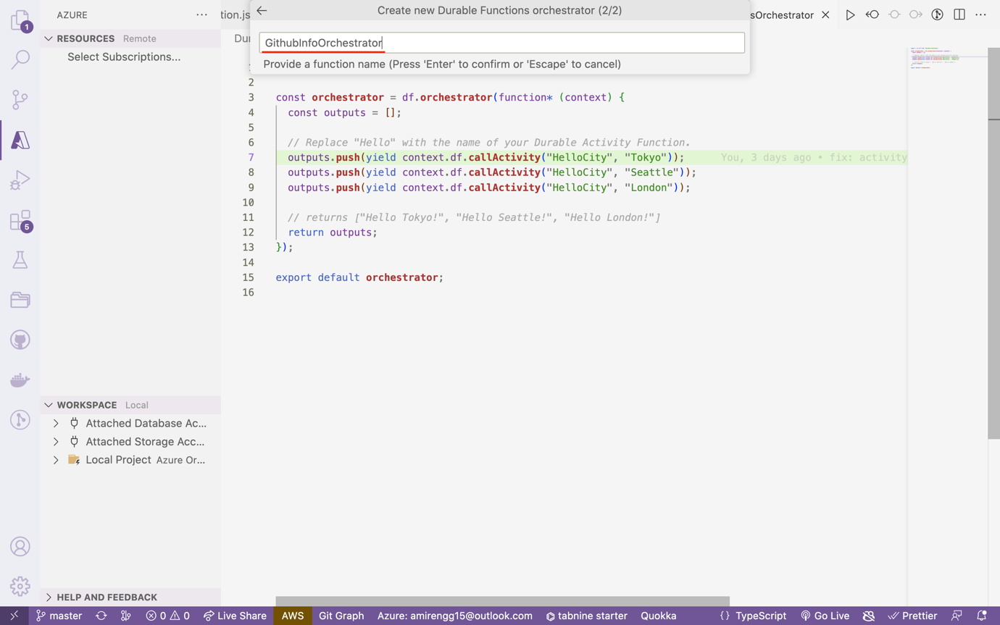 AZURE
tion.js
Create new Durable Functions orchestrator (2/2)
sOrchestrator
1
RESOURCES Remote
Select Subscriptions...
Dur
GithubInfoOrchestrator
Provide a function name (Press 'Enter' to confirm or 'Escape' to cancel)
2
3 const orchestrator = df.orchestrator(function* (context) {
4 const outputs = [];
5
6 // Replace "Hello" with the name of your Durable Activity Function.
7 outputs.push(yield context.df.callActivity("HelloCity", "Tokyo")); You, 3 days ago • fix: activity
8 outputs.push(yield context.df.callActivity("HelloCity", "Seattle"));
9 outputs.push(yield context.df.callActivity("HelloCity", "London"));
10
11 // returns ["Hello Tokyo!", "Hello Seattle!", "Hello London!"]
12 return outputs;
13 });
14
15 export default orchestrator;
16
5
WORKSPACE Local
Attached Database Ac...
Attached Storage Acc...
Local Project Azure Or...
HELP AND FEEDBACK
master 0 0 Live Share AWS Git Graph Azure: amirengg15@outlook.com tabnine starter Quokka {} TypeScript Go Live Prettier